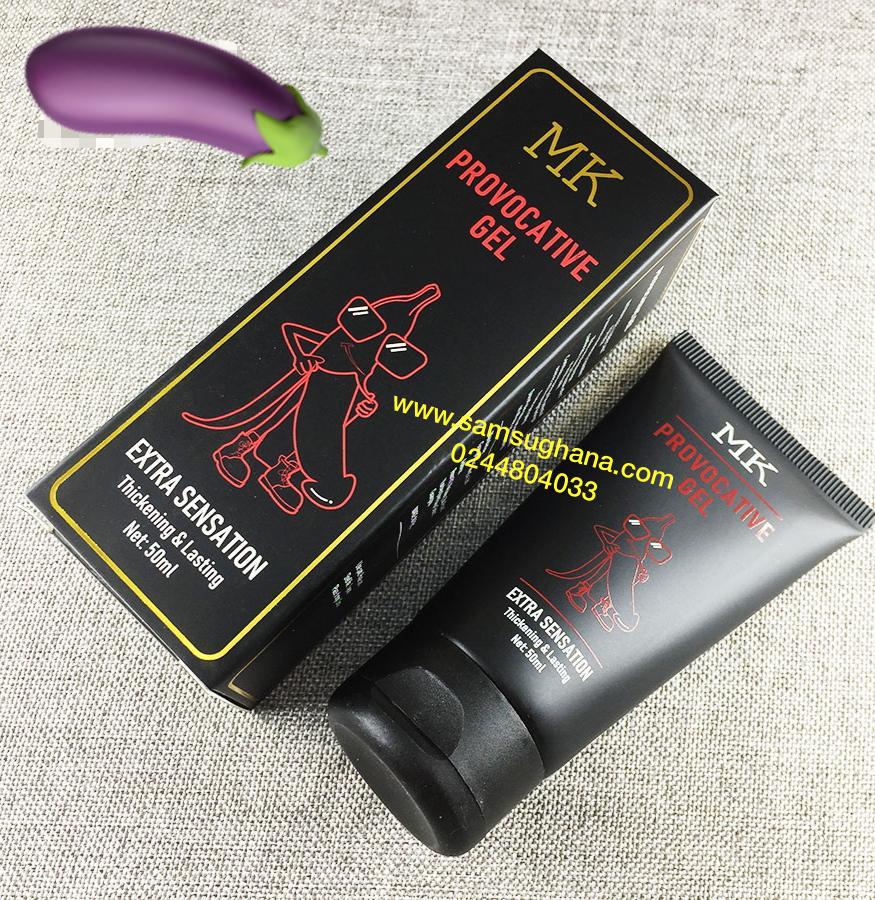 MK
PROVOCATIVE
GEL
EXTRA SENSATION
Thickening & Lasting
Net: 50ml
www.samsughana.com
0244804033
MK
PROVOCATIVE
GEL
EXTRA SENSATION
Thickening & Lasting
Net: 50ml